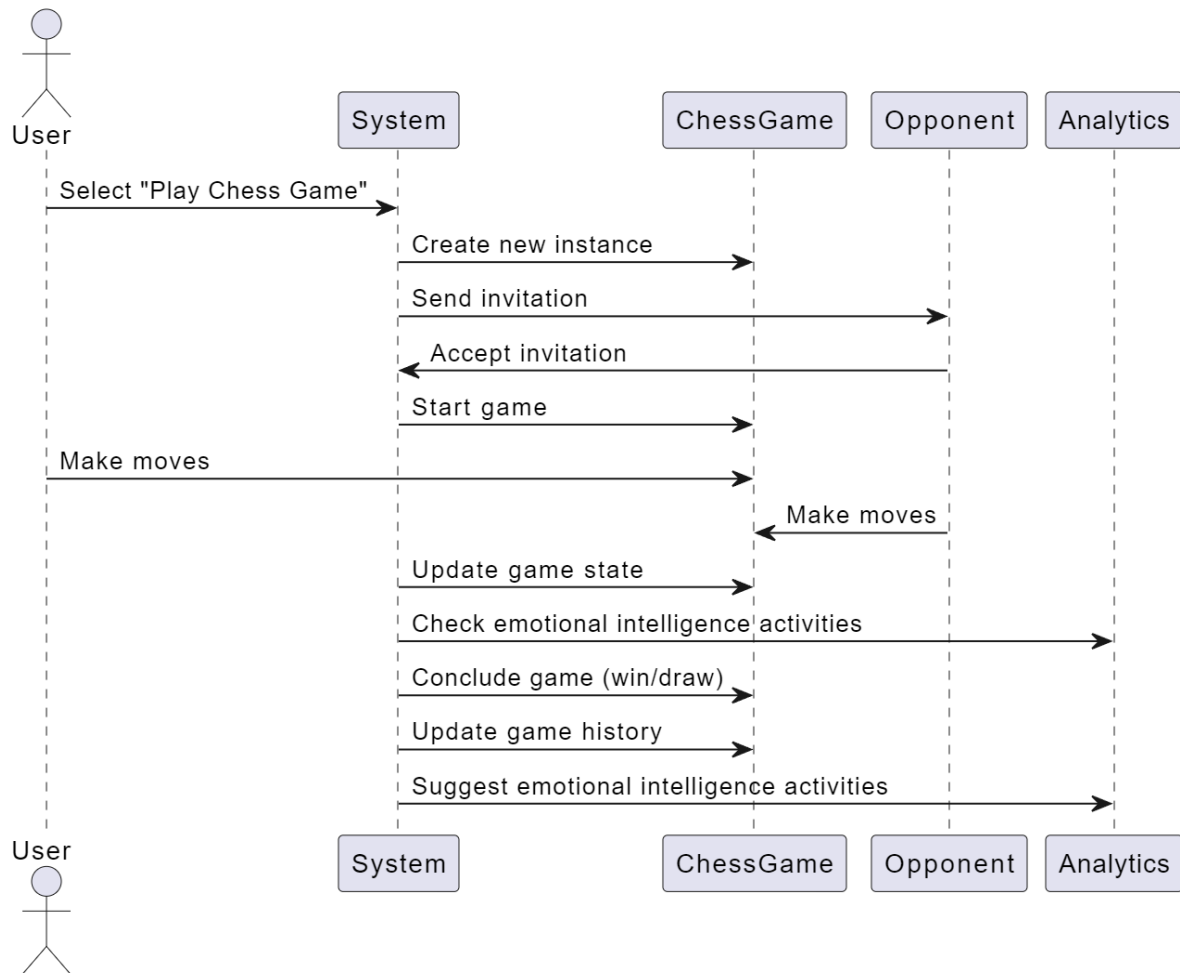 User
System
ChessGame
Opponent
Analytics
Select "Play Chess Game"
Create new instance
Send invitation
Accept invitation
Start game
Make moves
Make moves
Update game state
Check emotional intelligence activities
Conclude game (win/draw)
Update game history
Suggest emotional intelligence activities
User
System
ChessGame
Opponent
Analytics